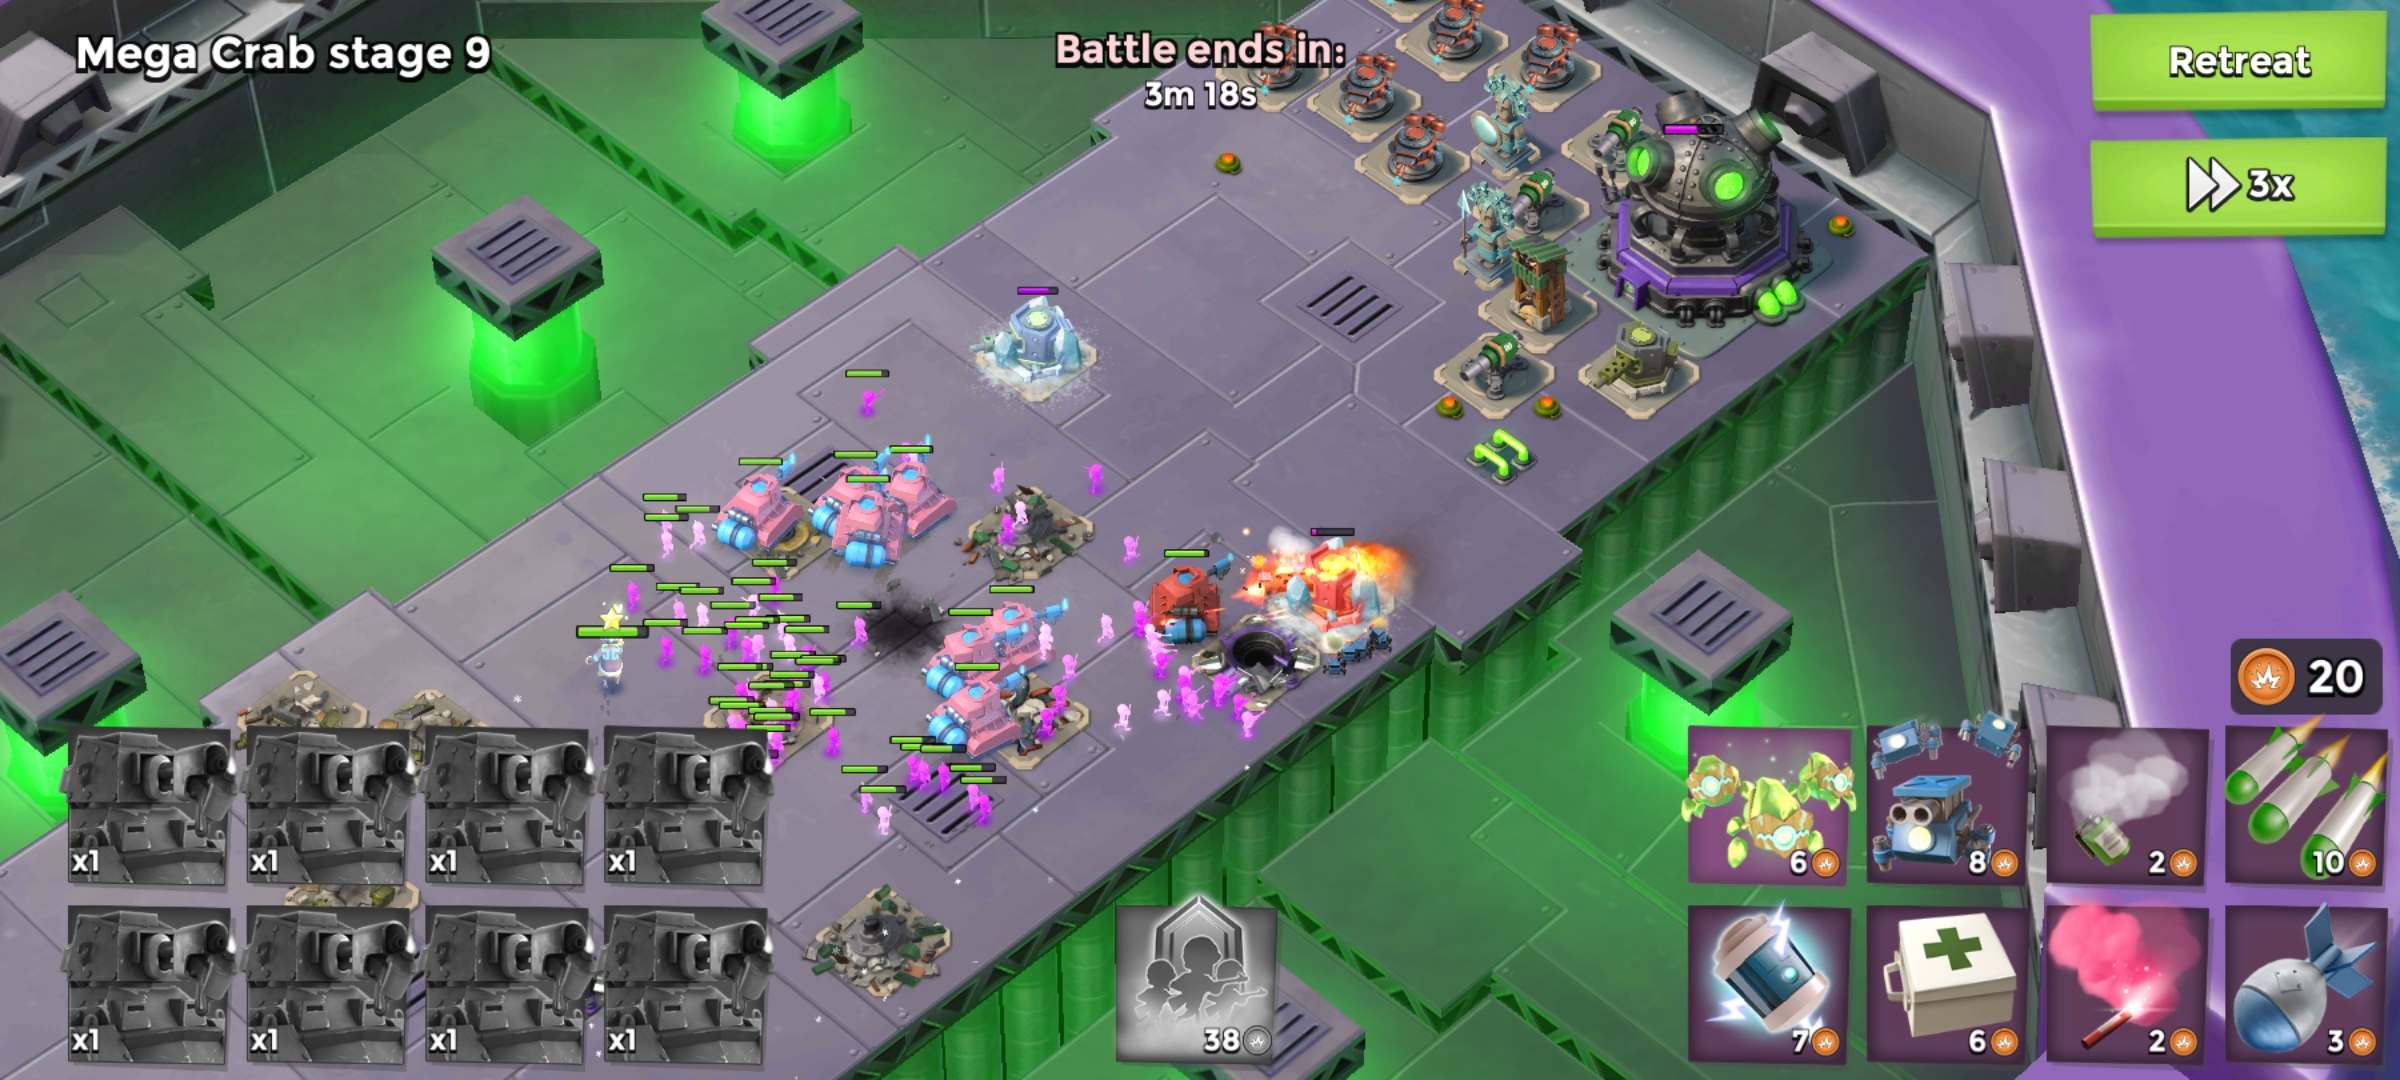 Mega Crab stage 9
Battle ends in:
3m 18s
Retreat
3x
20
x1
x1
x1
x1
6
8
2
10
x1
x1
x1
x1
38
7
6
2
3